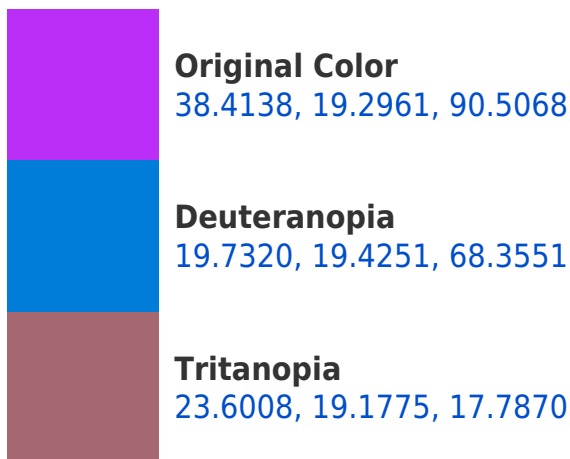 Original Color
38.4138, 19.2961, 90.5068
Deuteranopia
19.7320, 19.4251, 68.3551
Tritanopia
23.6008, 19.1775, 17.7870